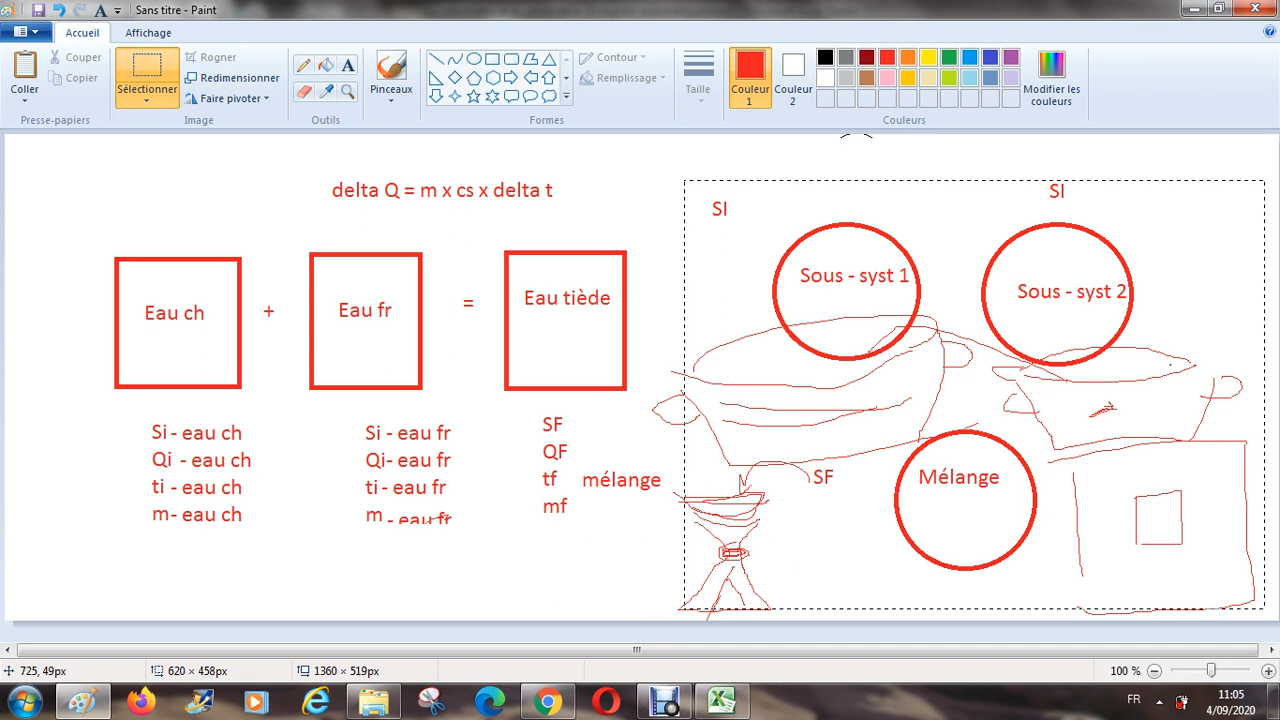 Sans titre - Paint
Accueil
Affichage
Coller
Couper
Copier
Presse-papiers
Sélectionner
Rogner
Redimensionner
Faire pivoter
Image
Outils
Pinceaux
Contour
Remplissage
Formes
Taille
Couleur 1
Couleur 2
Modifier les couleurs
Couleurs
delta Q = m x cs x delta t
SI
SI
Sous - syst 1
Sous - syst 2
Eau ch
+
Eau fr
=
Eau tiède
Si - eau ch
Qi - eau ch
ti - eau ch
m - eau ch
Si - eau fr
Qi- eau fr
ti - eau fr
m - eau fr
SF
QF
tf mélange
mf
SF
Mélange
725, 49px
620 × 458px
1360 × 519px
100 %
FR
11:05
4/09/2020